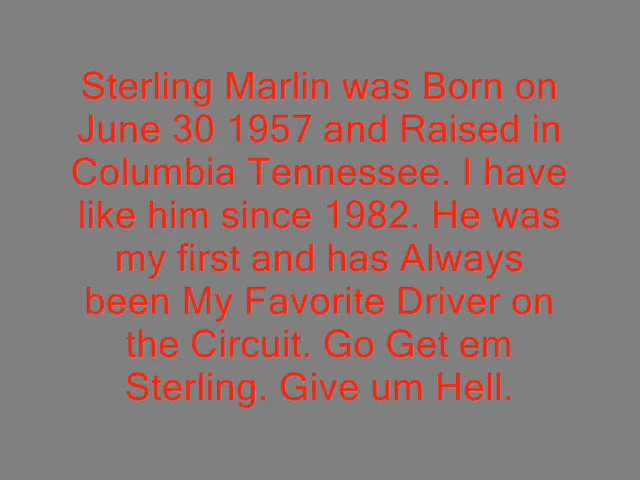 Sterling Marlin was Born on
June 30 1957 and Raised in
Columbia Tennessee. I have
like him since 1982. He was
my first and has Always
been My Favorite Driver on
the Circuit. Go Get em
Sterling. Give um Hell.